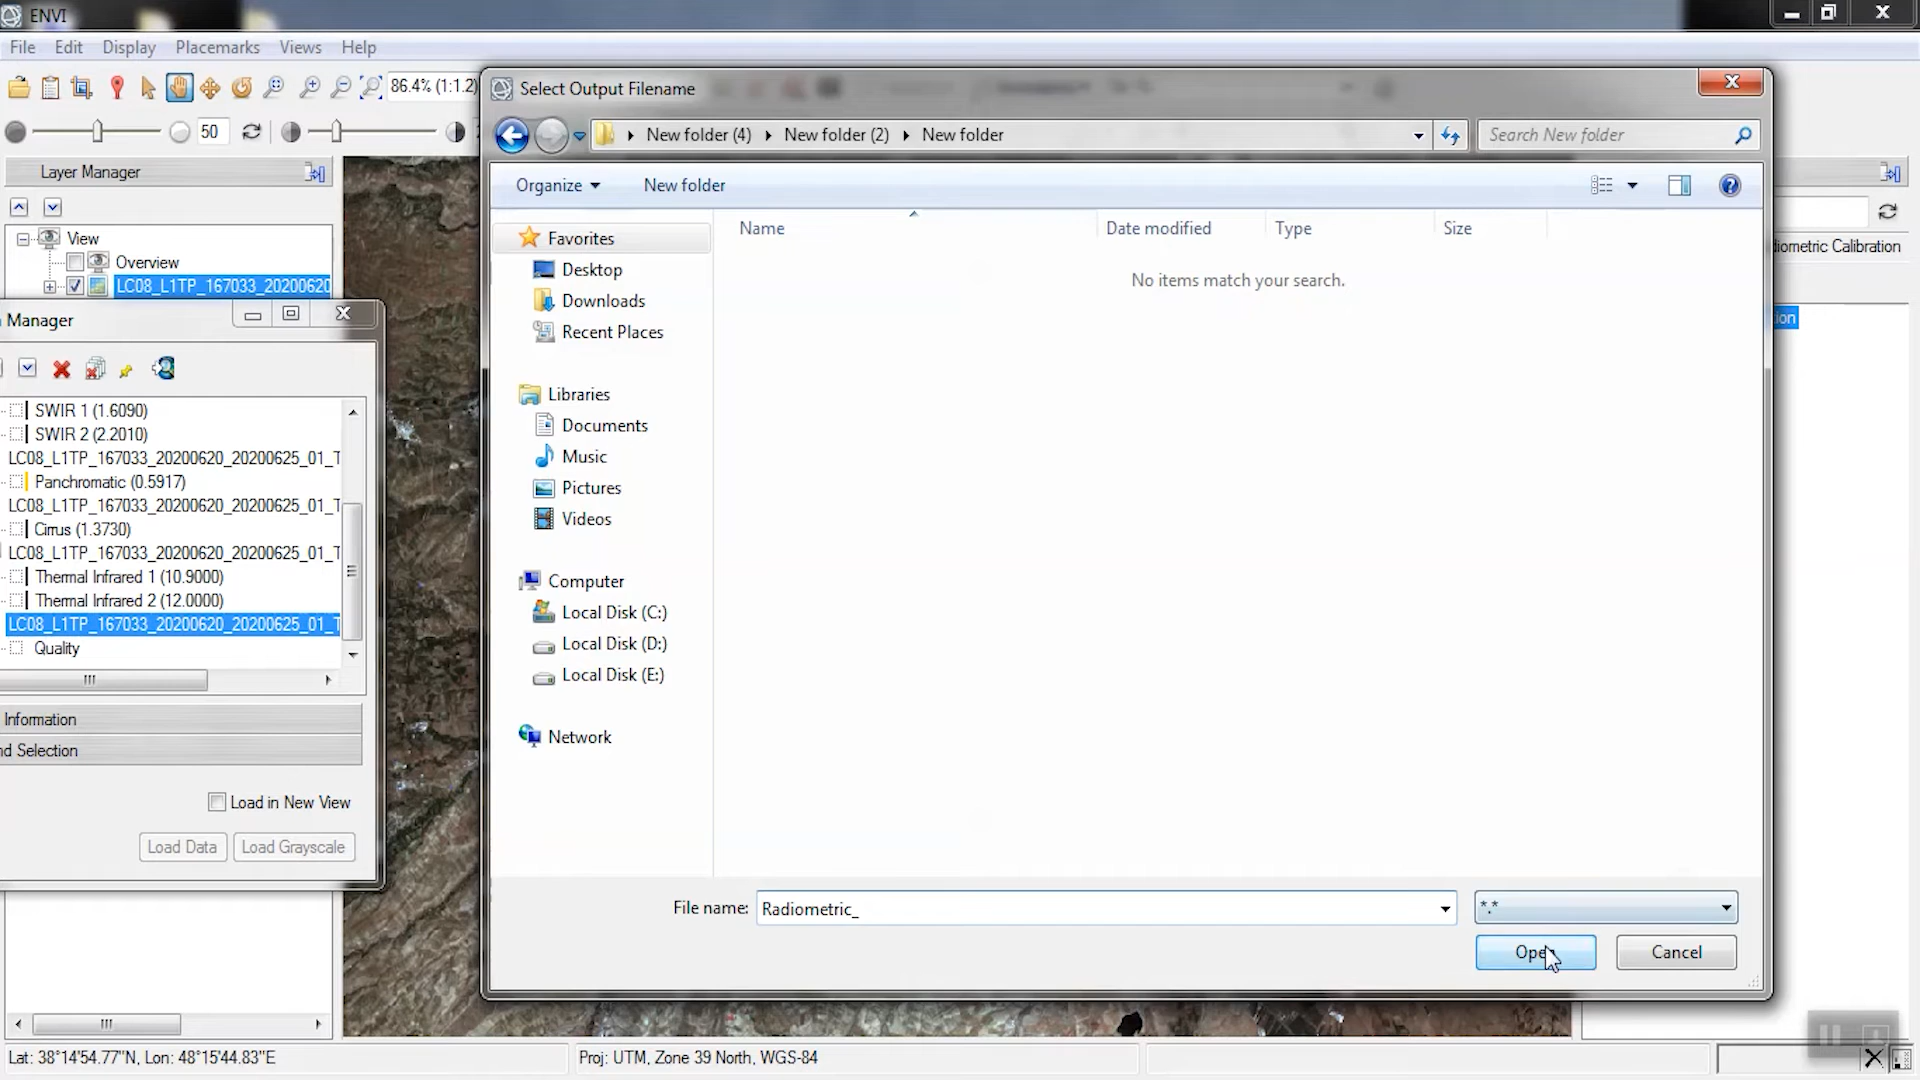 ENVI
File Edit Display Placemarks Views Help
86.4% (1:1.2)
50
Layer Manager
View
Overview
LC08_L1TP_167033_20200620
Manager
SWIR 1 (1.6090)
SWIR 2 (2.2010)
LC08_L1TP_167033_20200620_20200625_01_T
Panchromatic (0.5917)
LC08_L1TP_167033_20200620_20200625_01_T
Cirrus (1.3730)
LC08_L1TP_167033_20200620_20200625_01_T
Thermal Infrared 1 (10.9000)
Thermal Infrared 2 (12.0000)
LC08_L1TP_167033_20200620_20200625_01_T
Quality
Information
nd Selection
Load in New View
Load Data Load Grayscale
Select Output Filename
New folder (4) New folder (2) New folder
Search New folder
Organize New folder
Name Date modified Type Size
No items match your search.
Favorites
Desktop
Downloads
Recent Places
Libraries
Documents
Music
Pictures
Videos
Computer
Local Disk (C:)
Local Disk (D:)
Local Disk (E:)
Network
File name: Radiometric_
*.*
Open Cancel
diometric Calibration
ion
Lat: 38°14'54.77"N, Lon: 48°15'44.83"E
Proj: UTM, Zone 39 North, WGS-84